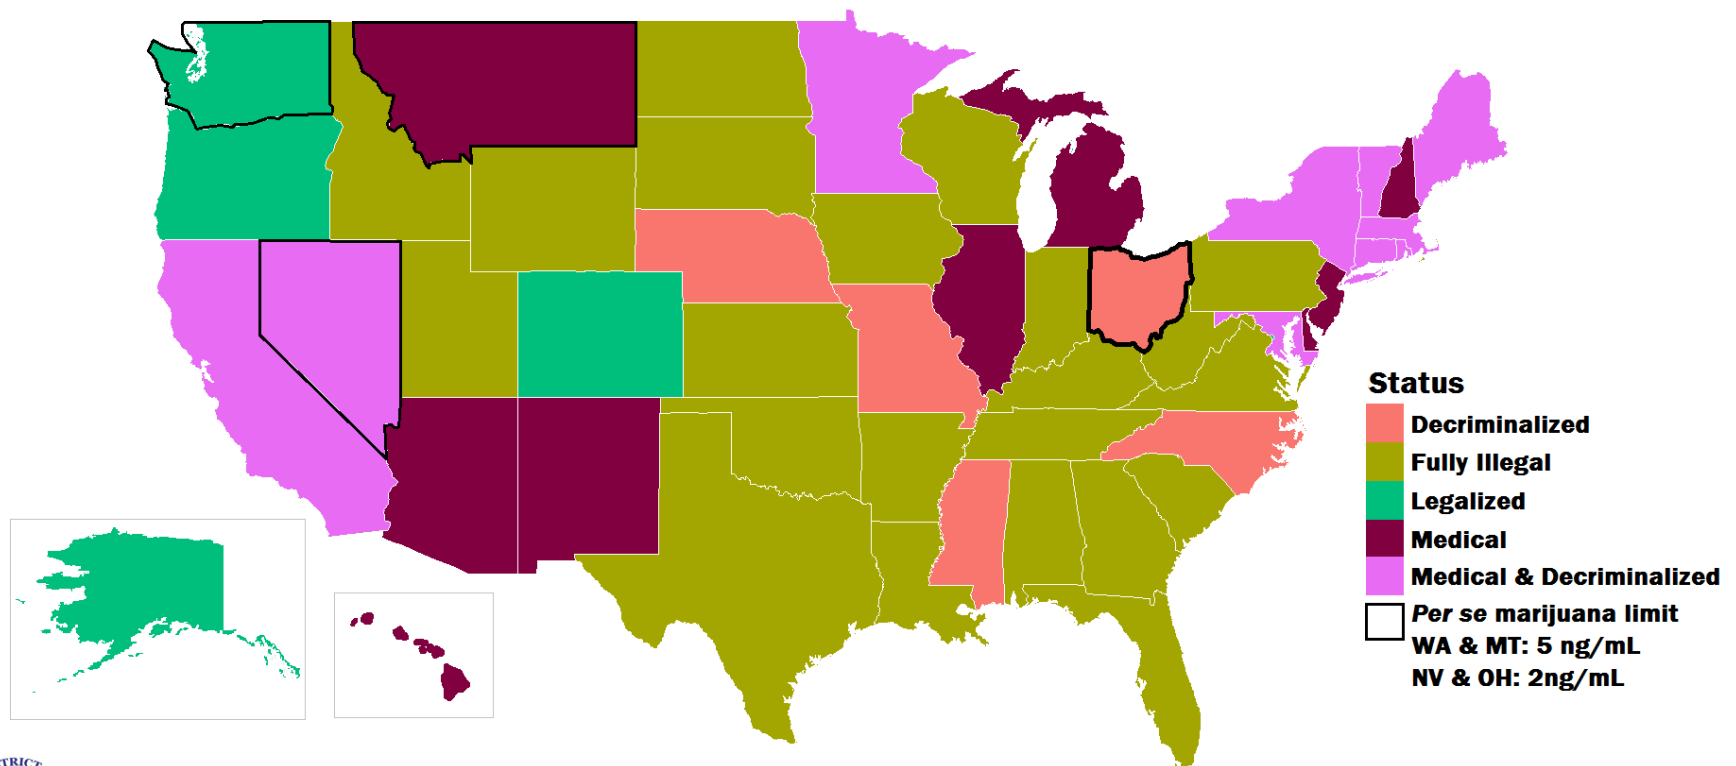 Status
Decriminalized
Fully Illegal
Legalized
Medical
Medical & Decriminalized
Per se marijuana limit
WA & MT: 5 ng/mL
NV & OH: 2ng/mL